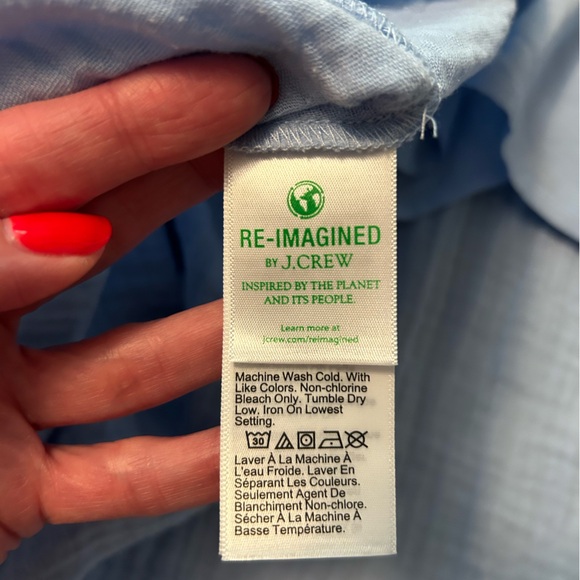 RE-IMAGINED
BY J.CREW
INSPIRED BY THE PLANET
AND ITS PEOPLE.
Learn more at
jcrew.com/reimagined
Machine Wash Cold. With
Like Colors. Non-chlorine
Bleach Only. Tumble Dry
Low. Iron On Lowest
Setting.
30
Laver À La Machine À
L'eau Froide. Laver En
Séparant Les Couleurs.
Seulement Agent De
Blanchiment Non-chlore.
Sécher À La Machine À
Basse Température.